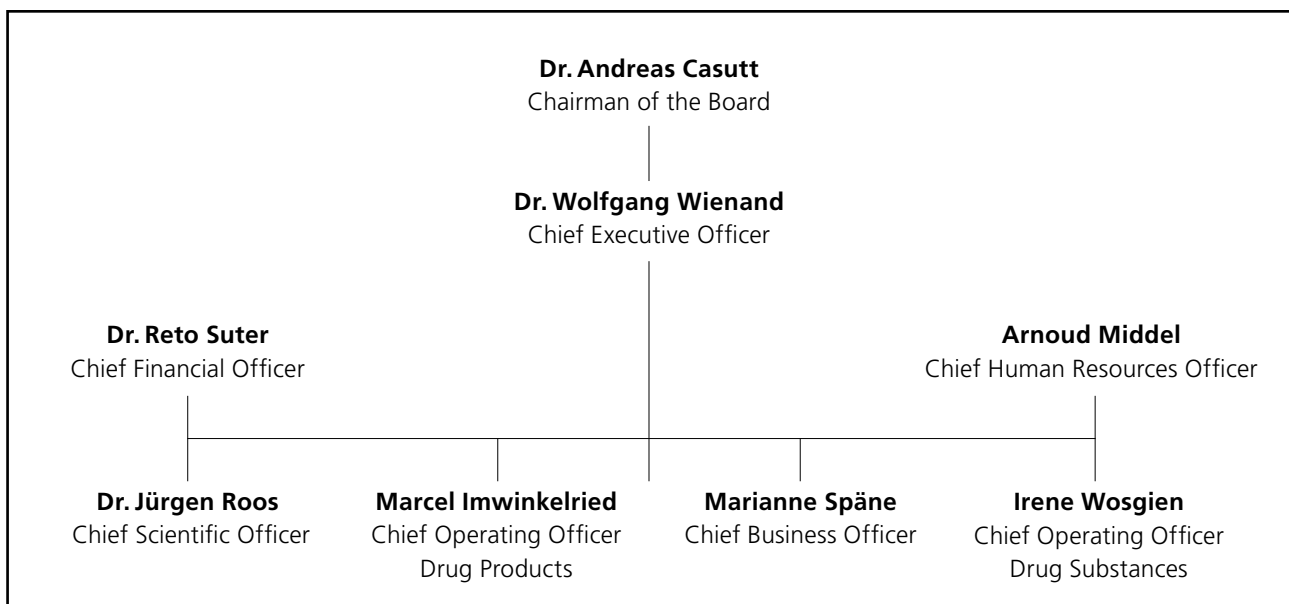 Dr. Andreas Casutt
Chairman of the Board
Dr. Wolfgang Wienand
Chief Executive Officer
Dr. Reto Suter
Chief Financial Officer
Arnoud Middel
Chief Human Resources Officer
Dr. Jürgen Roos
Chief Scientific Officer
Marcel Imwinkelried
Chief Operating Officer
Drug Products
Marianne Späne
Chief Business Officer
Irene Wosgien
Chief Operating Officer
Drug Substances